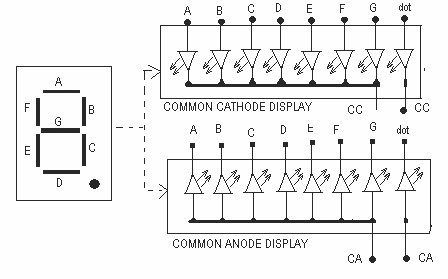 A B C D E F G dot
COMMON CATHODE DISPLAY CC CC
A
F B
G
E C
D
A B C D E F G dot
COMMON ANODE DISPLAY
CA CA